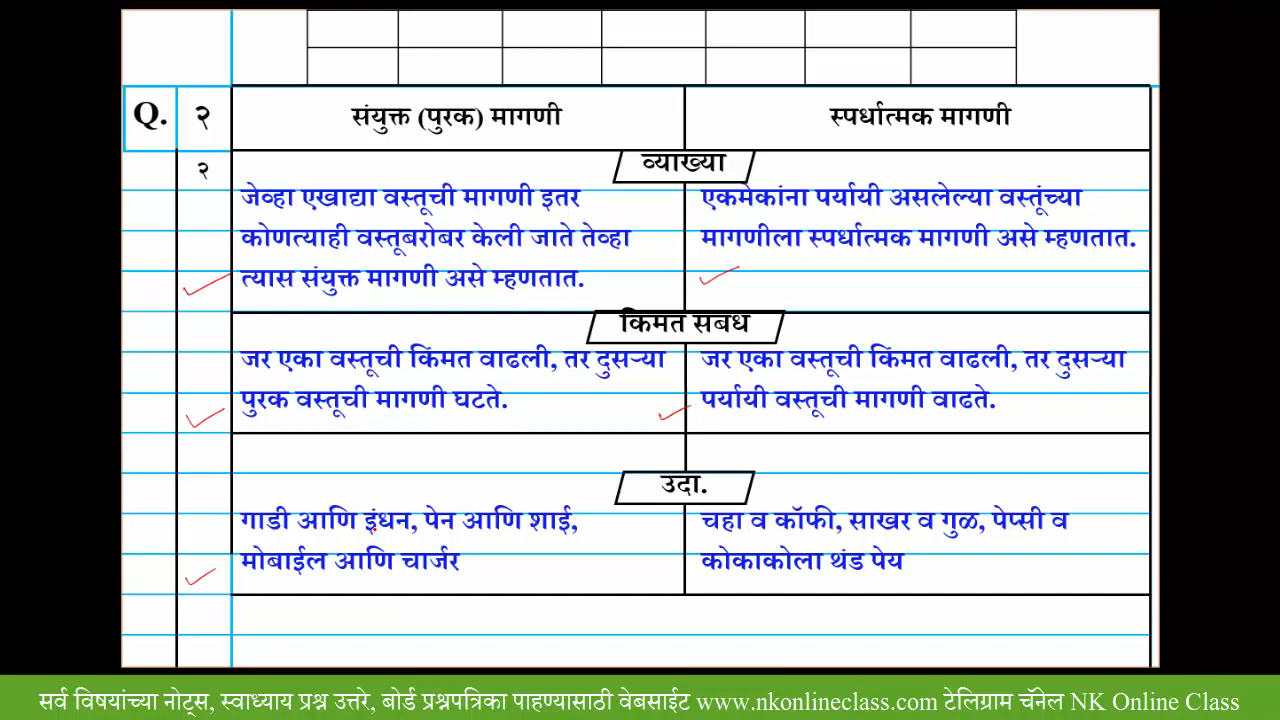 Q. २ संयुक्त (पुरक) मागणी स्पर्धात्मक मागणी
२ व्याख्या
जेव्हा एखाद्या वस्तूची मागणी इतर
कोणत्याही वस्तूबरोबर केली जाते तेव्हा
त्यास संयुक्त मागणी असे म्हणतात.
एकमेकांना पर्यायी असलेल्या वस्तूंच्या
मागणीला स्पर्धात्मक मागणी असे म्हणतात.
किंमत संबंध
जर एका वस्तूची किंमत वाढली, तर दुसऱ्या
पुरक वस्तूची मागणी घटते.
जर एका वस्तूची किंमत वाढली, तर दुसऱ्या
पर्यायी वस्तूची मागणी वाढते.
उदा.
गाडी आणि इंधन, पेन आणि शाई,
मोबाईल आणि चार्जर
चहा व कॉफी, साखर व गुळ, पेप्सी व
कोकाकोला थंड पेय
सर्व विषयांच्या नोट्स, स्वाध्याय प्रश्न उत्तरे, बोर्ड प्रश्नपत्रिका पाहण्यासाठी वेबसाईट www.nkonlineclass.com टेलिग्राम चॅनेल NK Online Class